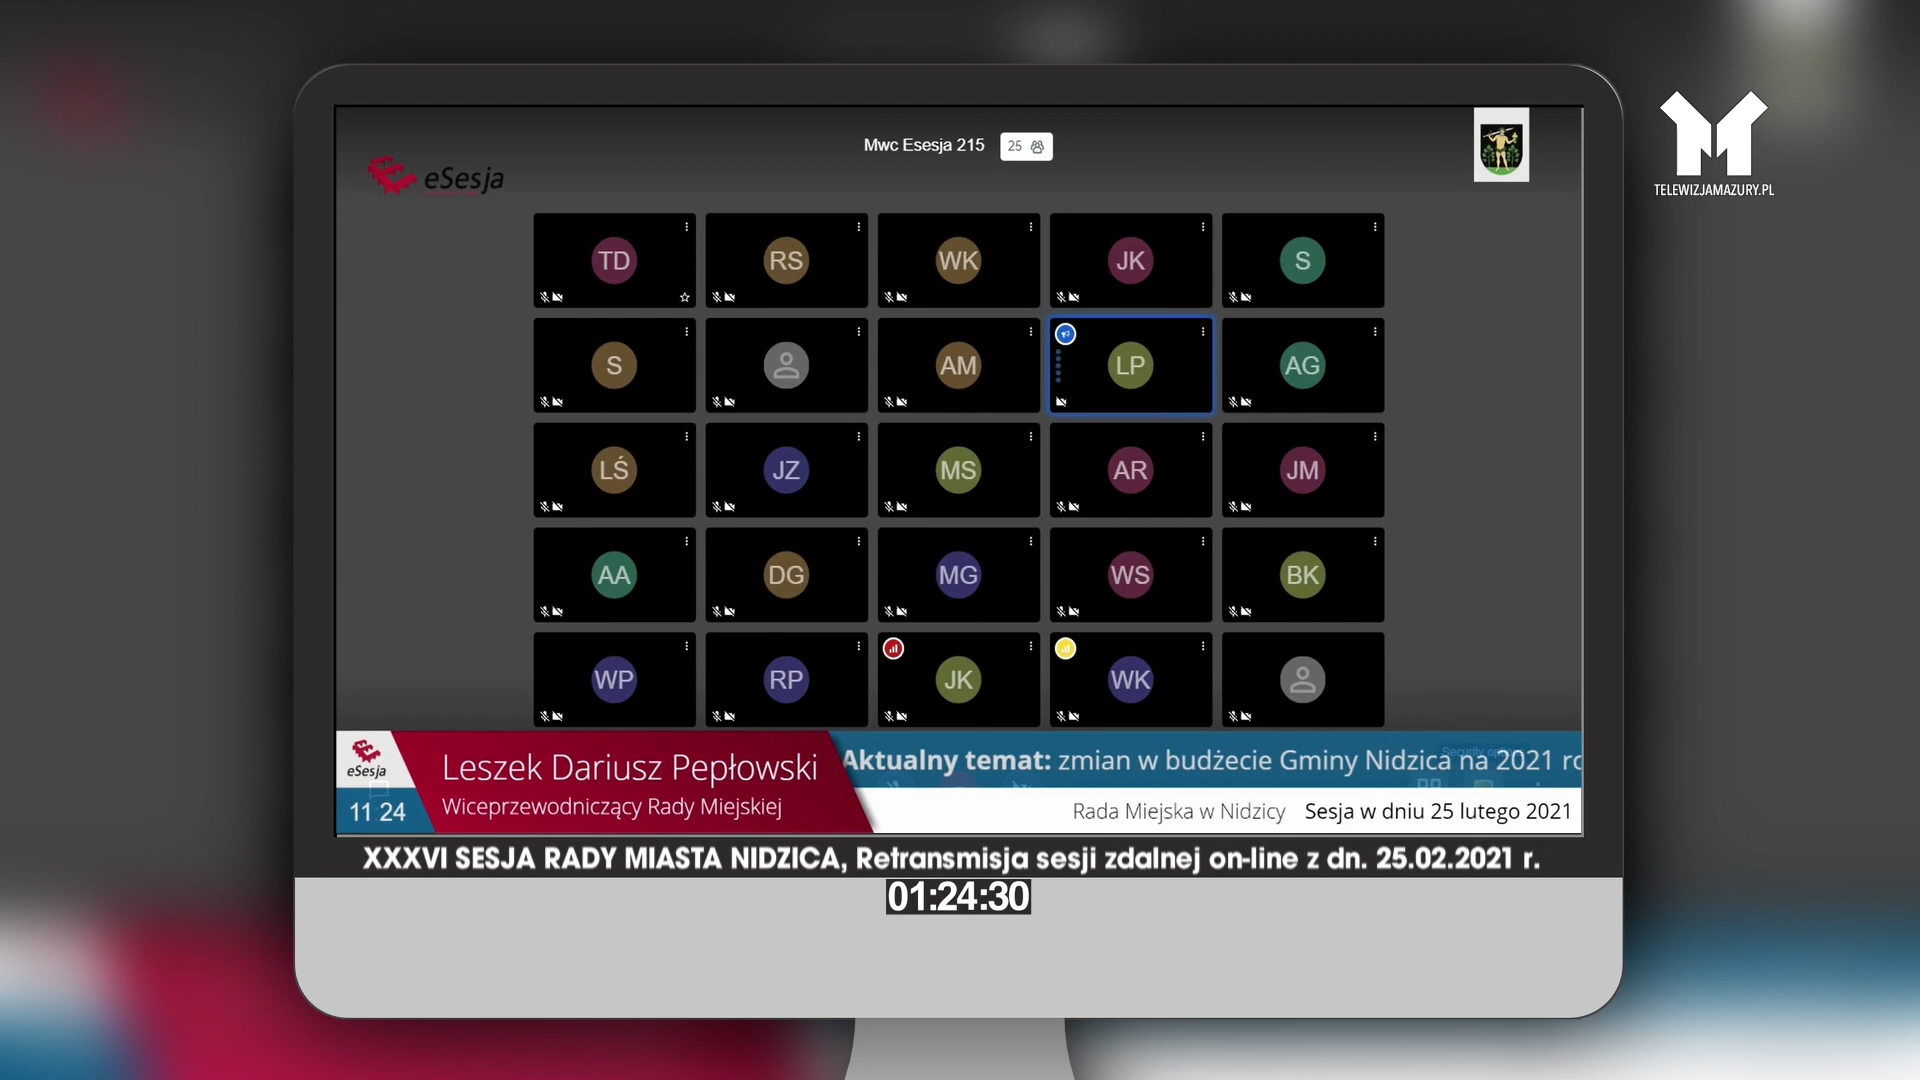 Mwc Esesja 215 25
eSesja
TELEWIZJAMAZURY.PL
TD RS WK JK S
S AM LP AG
LŚ JZ MS AR JM
AA DG MG WS BK
WP RP JK WK
eSesja
11:24
Leszek Dariusz Pepłowski
Wiceprzewodniczący Rady Miejskiej
Aktualny temat: zmian w budżecie Gminy Nidzica na 2021 rc
Security options
Rada Miejska w Nidzicy Sesja w dniu 25 lutego 2021
XXXVI SESJA RADY MIASTA NIDZICA, Retransmisja sesji zdalnej on-line z dn. 25.02.2021 r.
01:24:30